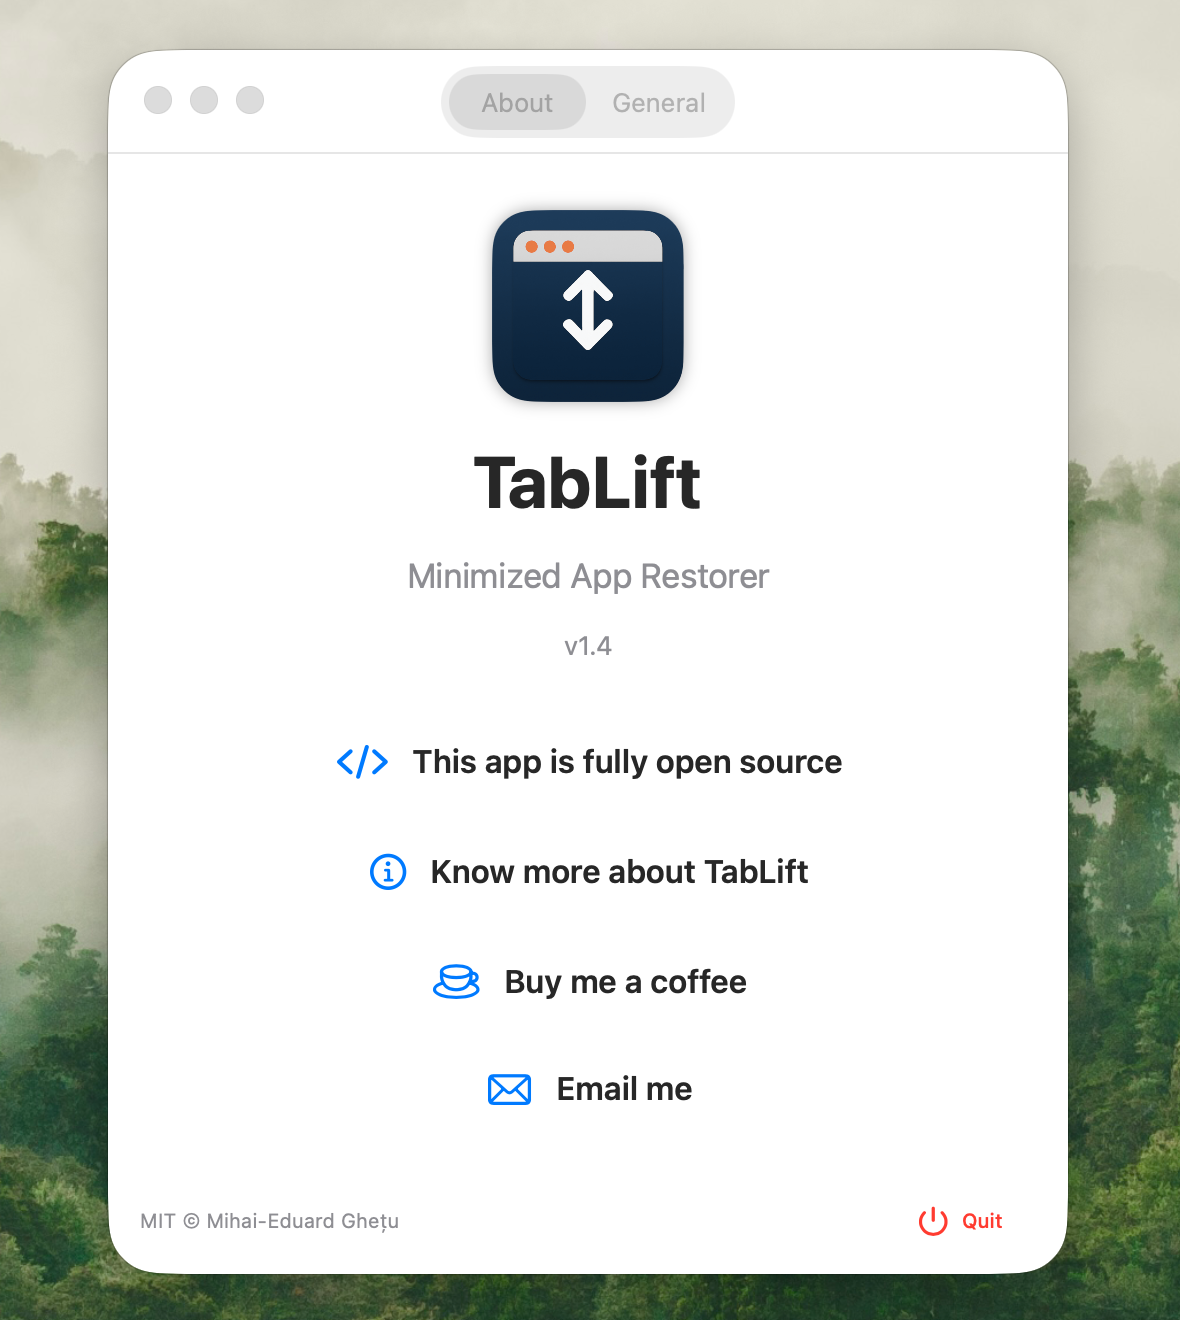 About
General
TabLift
Minimized App Restorer
v1.4
This app is fully open source
Know more about TabLift
Buy me a coffee
Email me
MIT © Mihai-Eduard Ghețu
Quit